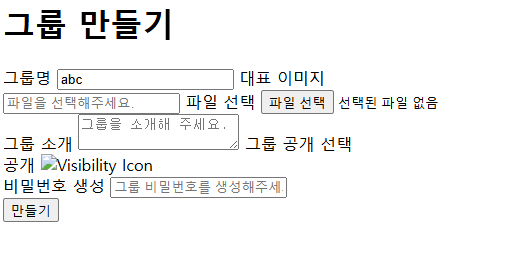 그룹 만들기
그룹명 abc 대표 이미지
파일을 선택해주세요. 파일 선택 파일 선택 선택된 파일 없음
그룹을 소개해 주세요.
그룹 소개 그룹 공개 선택
공개 Visibility Icon
비밀번호 생성 그룹 비밀번호를 생성해주세.
만들기